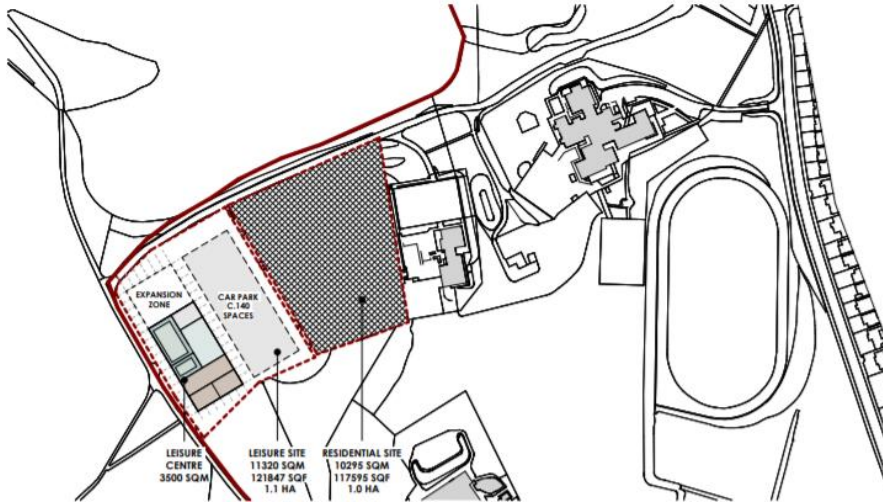 EXPANSION
ZONE
CAR PARK
C.140
SPACES
LEISURE
CENTRE
3500 SQM
LEISURE SITE
11320 SQM
121847 SQF
1.1 HA
RESIDENTIAL SITE
10295 SQM
117595 SQF
1.0 HA